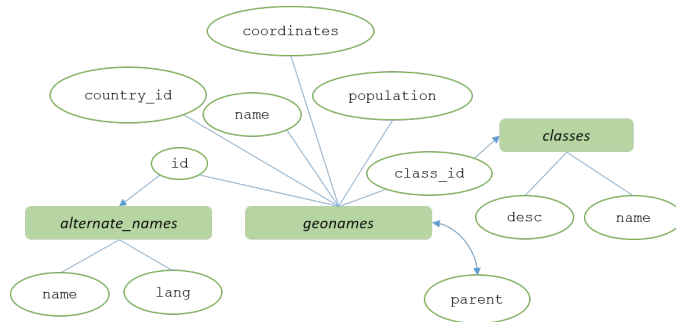 coordinates
country_id
name
population
classes
id
class_id
alternate_names
geonames
desc
name
name
lang
parent